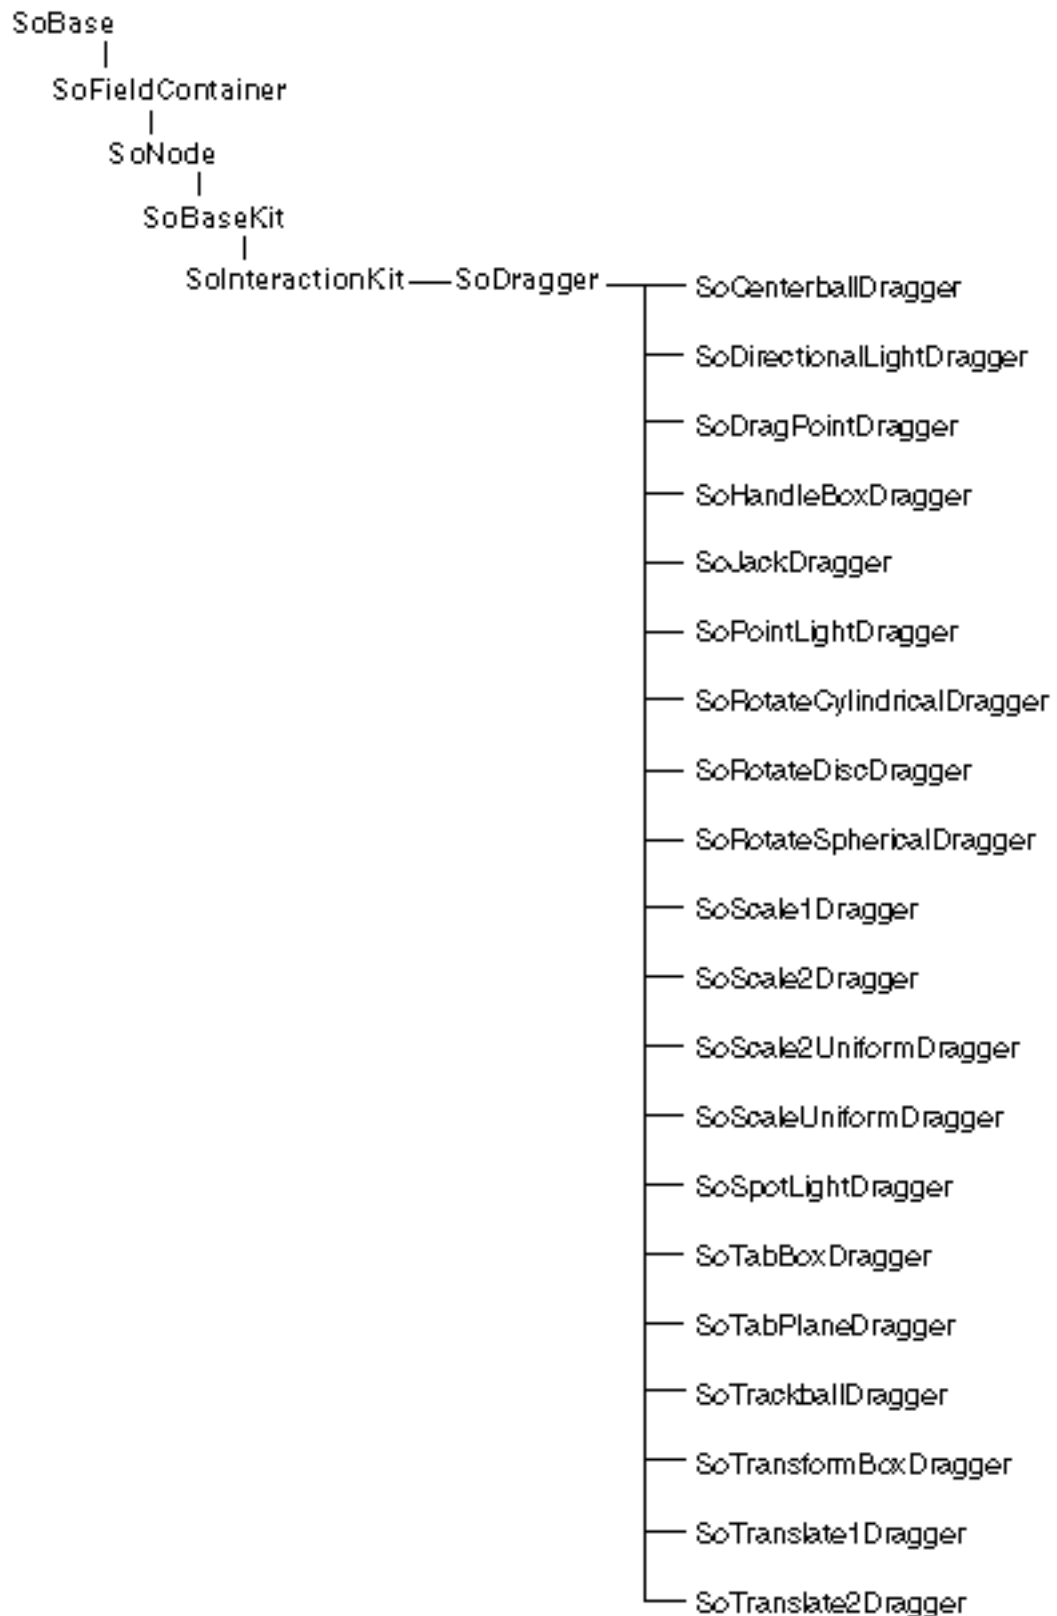 SoBase
SoFieldContainer
SoNode
SoBaseKit
SoInteractionKit SoDragger
SoCenterballDragger
SoDirectionalLightDragger
SoDragPointDragger
SoHandleBoxDragger
SoJackDragger
SoPointLightDragger
SoRotateCylindricalDragger
SoRotateDiscDragger
SoRotateSphericalDragger
SoScale1Dragger
SoScale2Dragger
SoScale2UniformDragger
SoScaleUniformDragger
SoSpotLightDragger
SoTabBoxDragger
SoTabPlaneDragger
SoTrackballDragger
SoTransformBoxDragger
SoTranslate1Dragger
SoTranslate2Dragger